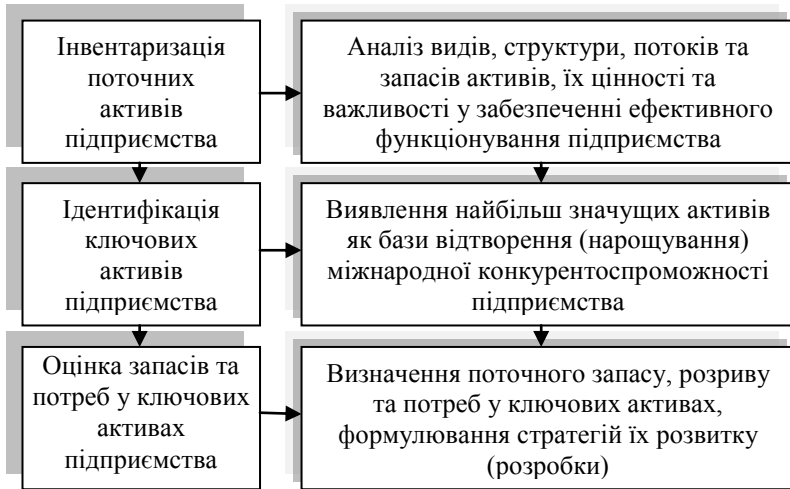 Інвентаризація
поточних
активів
підприємства
Аналіз видів, структури, потоків та
запасів активів, їх цінності та
важливості у забезпеченні ефективного
функціонування підприємства
Ідентифікація
ключових
активів
підприємства
Виявлення найбільш значущих активів
як бази відтворення (нарощування)
міжнародної конкурентоспроможності
підприємства
Оцінка запасів та
потреб у ключових
активах
підприємства
Визначення поточного запасу, розриву
та потреб у ключових активах,
формулювання стратегій їх розвитку
(розробки)